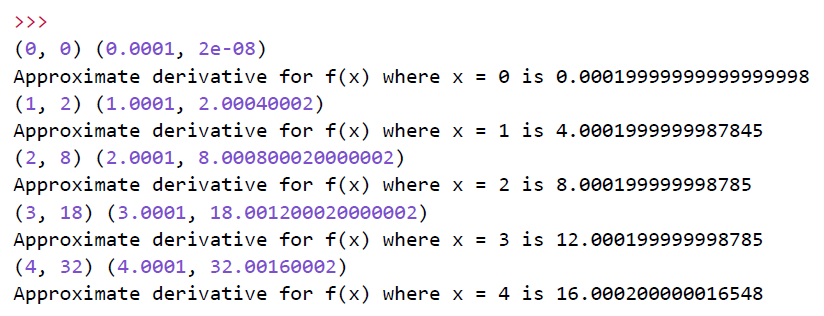 >>>
(0, 0) (0.0001, 2e-08)
Approximate derivative for f(x) where x = 0 is 0.00019999999999999998
(1, 2) (1.0001, 2.00040002)
Approximate derivative for f(x) where x = 1 is 4.0001999999987845
(2, 8) (2.0001, 8.000800020000002)
Approximate derivative for f(x) where x = 2 is 8.000199999998785
(3, 18) (3.0001, 18.001200020000002)
Approximate derivative for f(x) where x = 3 is 12.000199999998785
(4, 32) (4.0001, 32.00160002)
Approximate derivative for f(x) where x = 4 is 16.000200000016548